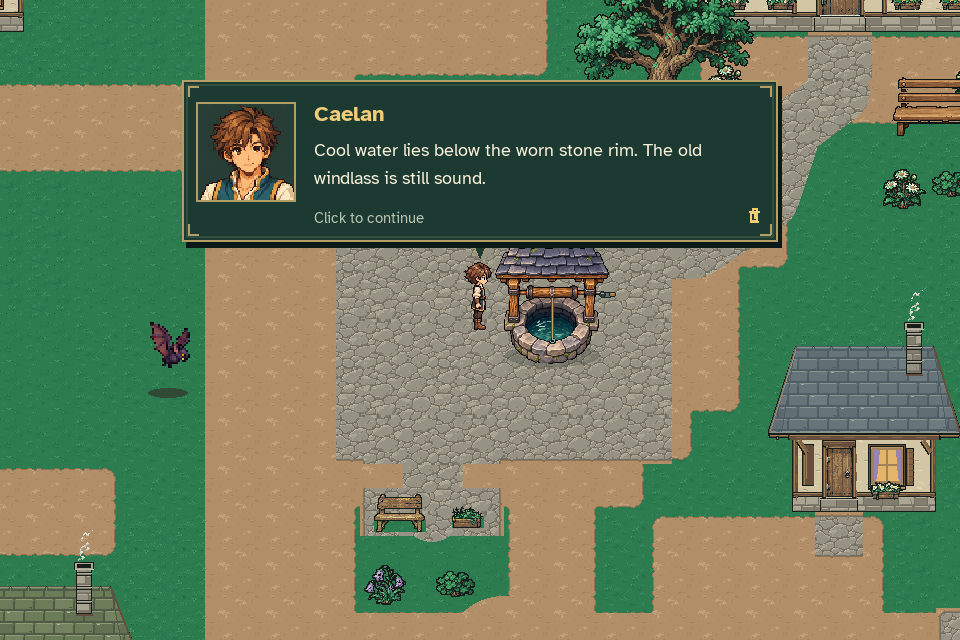 Caelan
Cool water lies below the worn stone rim. The old
windlass is still sound.
Click to continue